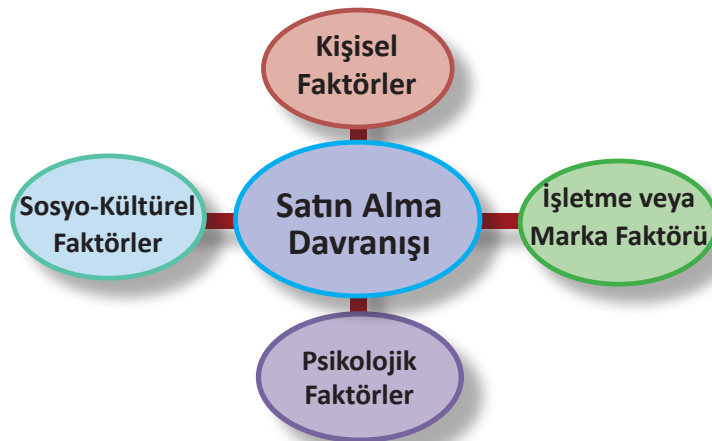 Kişisel
Faktörler
Sosyo-Kültürel
Faktörler
Satın Alma
Davranışı
İşletme veya
Marka Faktörü
Psikolojik
Faktörler